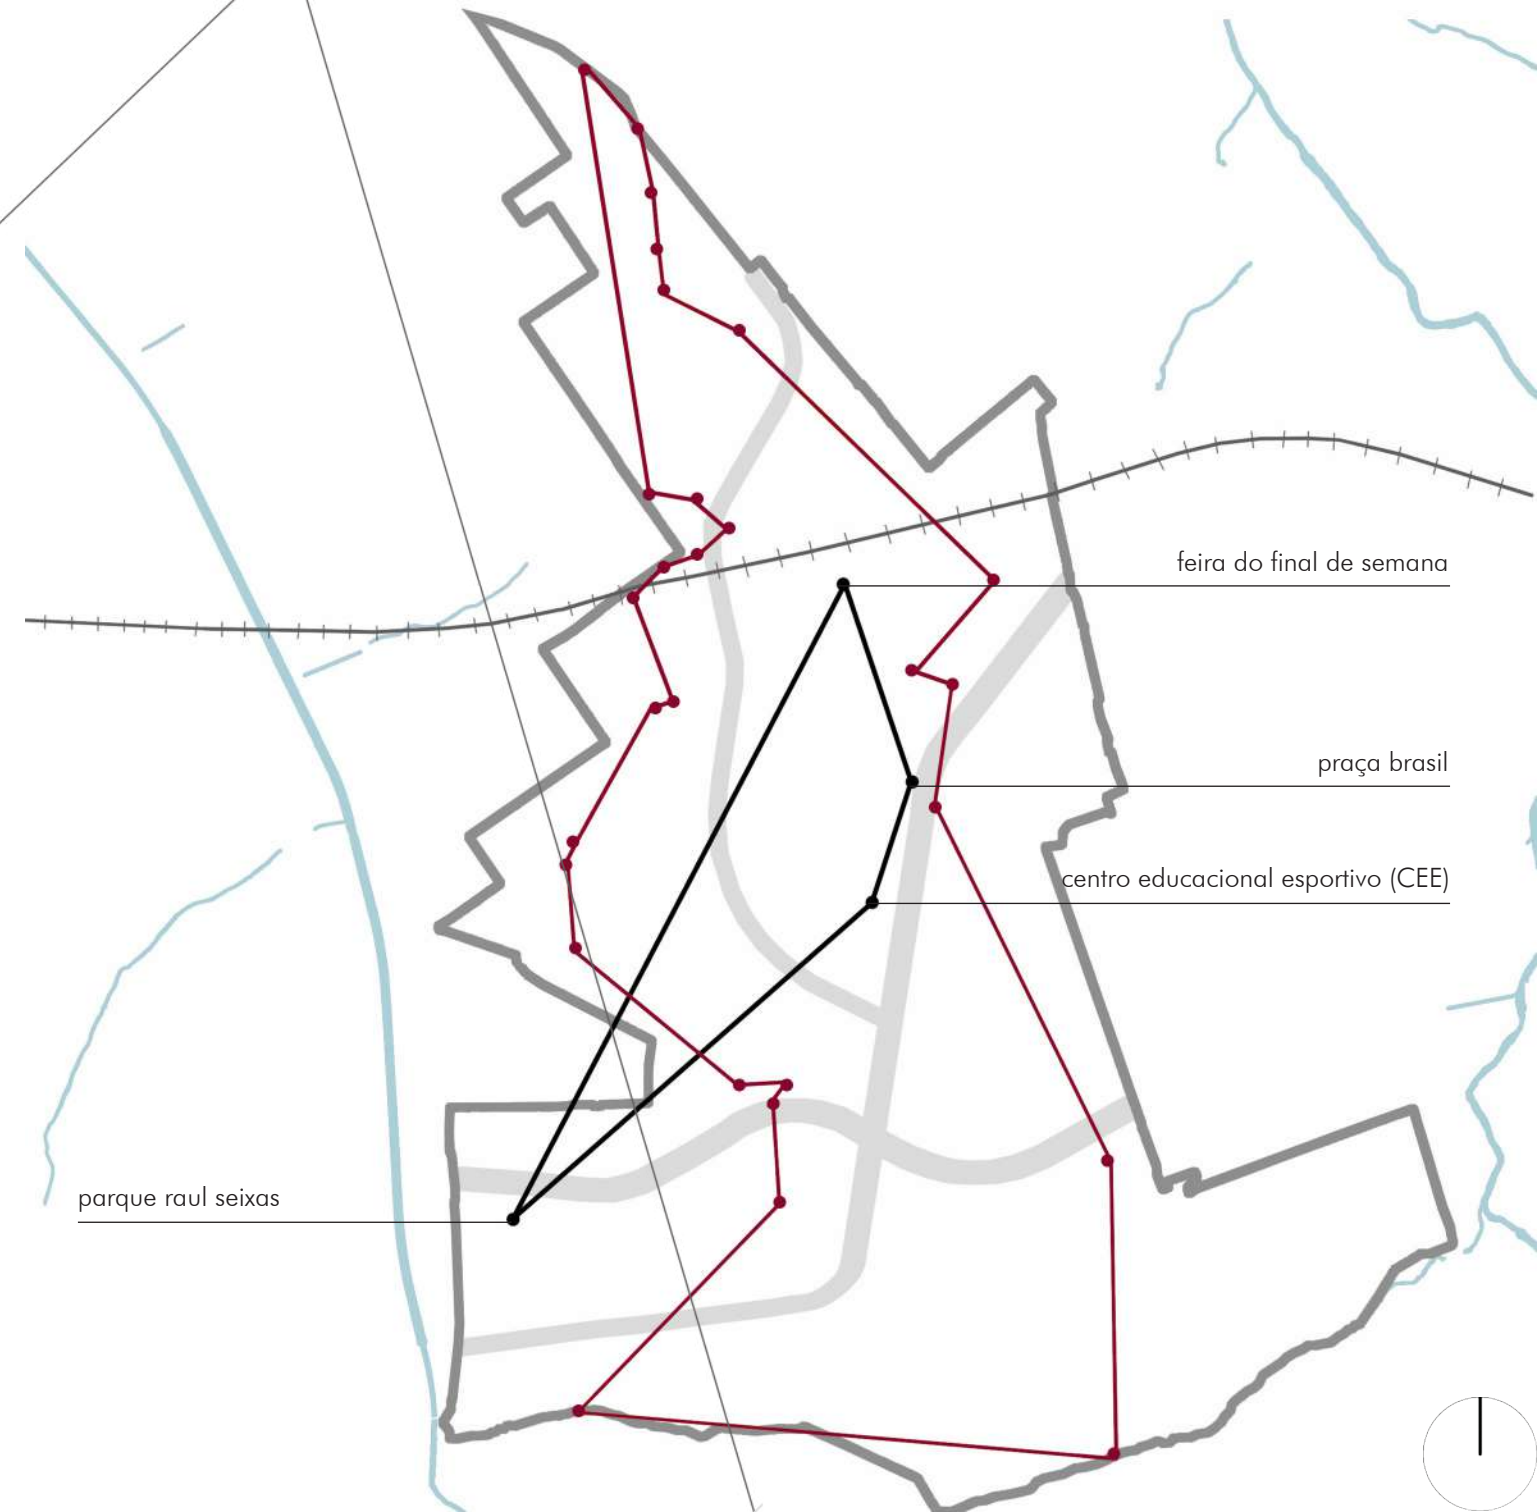 feira do final de semana
praça brasil
centro educacional esportivo (CEE)
parque raul seixas